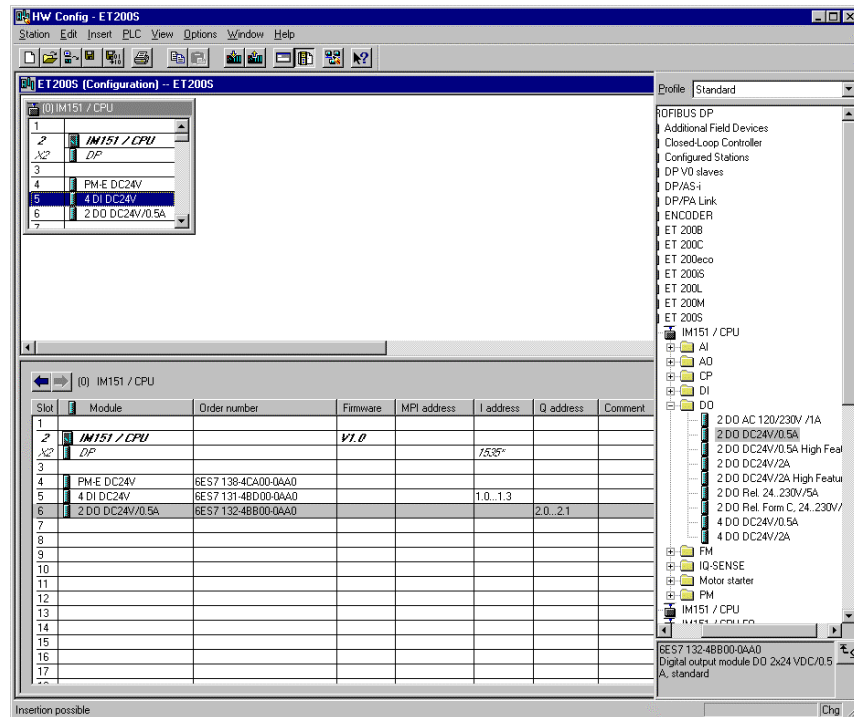 HW Config - ET200S
Station Edit Insert PLC View Options Window Help
ET200S (Configuration) -- ET200S
(0) IM151 / CPU
1
2 IM151 / CPU
X2 DP
3
4 PM-E DC24V
5 4 DI DC24V
6 2 DO DC24V/0.5A
7
(0) IM151 / CPU
Slot Module Order number Firmware MPI address I address Q address Comment
1
2 IM151 / CPU V1.0
X2 DP 1535*
3
4 PM-E DC24V 6ES7 138-4CA00-0AA0
5 4 DI DC24V 6ES7 131-4BD00-0AA0 1.0...1.3
6 2 DO DC24V/0.5A 6ES7 132-4BB00-0AA0 2.0...2.1
7
8
9
10
11
12
13
14
15
16
17
Profile Standard
ROFIBUS DP
Additional Field Devices
Closed-Loop Controller
Configured Stations
DP V0 slaves
DP/AS-i
DP/PA Link
ENCODER
ET 200B
ET 200C
ET 200eco
ET 200iS
ET 200L
ET 200M
ET 200S
IM151 / CPU
AI
AO
CP
DI
DO
2 DO AC 120/230V /1A
2 DO DC24V/0.5A
2 DO DC24V/0.5A High Feat
2 DO DC24V/2A
2 DO DC24V/2A High Featur
2 DO Rel. 24..230V/5A
2 DO Rel. Form C, 24..230V/
4 DO DC24V/0.5A
4 DO DC24V/2A
FM
IQ-SENSE
Motor starter
PM
IM151 / CPU
IM151 / CPU FO
6ES7 132-4BB00-0AA0
Digital output module DO 2x24 VDC/0.5
A, standard
Insertion possible
Chg